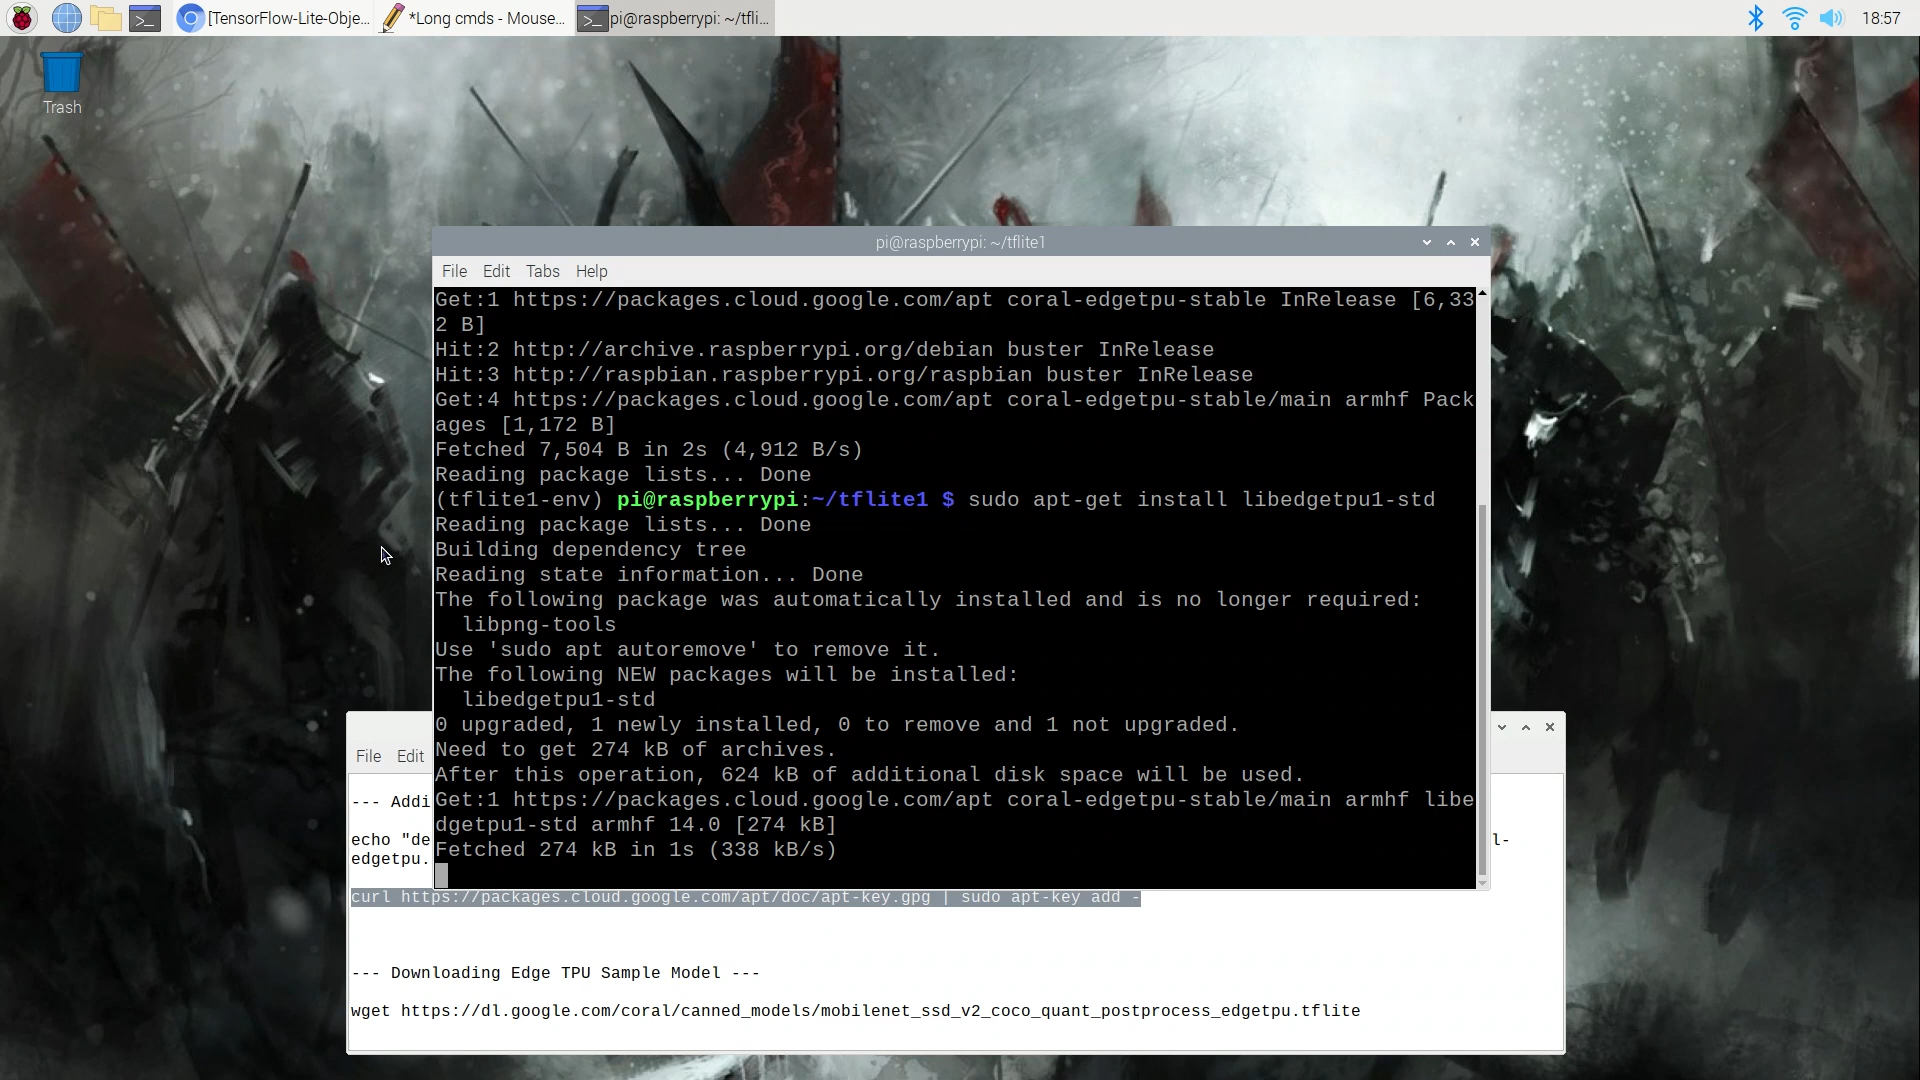 [TensorFlow-Lite-Obje...
*Long cmds - Mouse...
pi@raspberrypi: ~/tfli...
18:57
Trash
pi@raspberrypi: ~/tflite1
File Edit Tabs Help
Get:1 https://packages.cloud.google.com/apt coral-edgetpu-stable InRelease [6,33
2 B]
Hit:2 http://archive.raspberrypi.org/debian buster InRelease
Hit:3 http://raspbian.raspberrypi.org/raspbian buster InRelease
Get:4 https://packages.cloud.google.com/apt coral-edgetpu-stable/main armhf Pack
ages [1,172 B]
Fetched 7,504 B in 2s (4,912 B/s)
Reading package lists... Done
(tflite1-env) pi@raspberrypi:~/tflite1 $ sudo apt-get install libedgetpu1-std
Reading package lists... Done
Building dependency tree
Reading state information... Done
The following package was automatically installed and is no longer required:
  libpng-tools
Use 'sudo apt autoremove' to remove it.
The following NEW packages will be installed:
  libedgetpu1-std
0 upgraded, 1 newly installed, 0 to remove and 1 not upgraded.
Need to get 274 kB of archives.
After this operation, 624 kB of additional disk space will be used.
Get:1 https://packages.cloud.google.com/apt coral-edgetpu-stable/main armhf libe
dgetpu1-std armhf 14.0 [274 kB]
Fetched 274 kB in 1s (338 kB/s)
File Edit
--- Addi
echo "de
l-
edgetpu.
curl https://packages.cloud.google.com/apt/doc/apt-key.gpg | sudo apt-key add -
--- Downloading Edge TPU Sample Model ---
wget https://dl.google.com/coral/canned_models/mobilenet_ssd_v2_coco_quant_postprocess_edgetpu.tflite